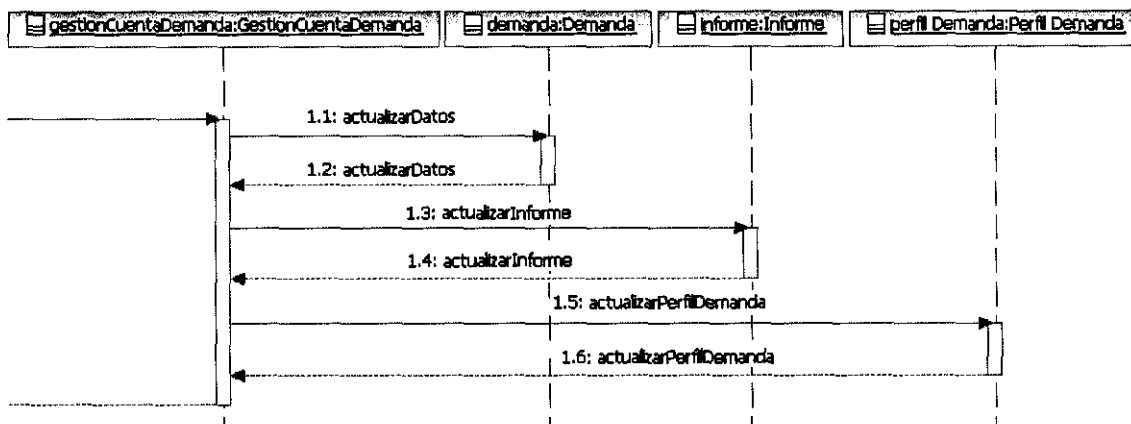 gestionCuentaDemanda:GestionCuentaDemanda
demanda:Demanda
informe:Informe
perfil Demanda:Perfil Demanda
1.1: actualizarDatos
1.2: actualizarDatos
1.3: actualizarInforme
1.4: actualizarInforme
1.5: actualizarPerfilDemanda
1.6: actualizarPerfilDemanda